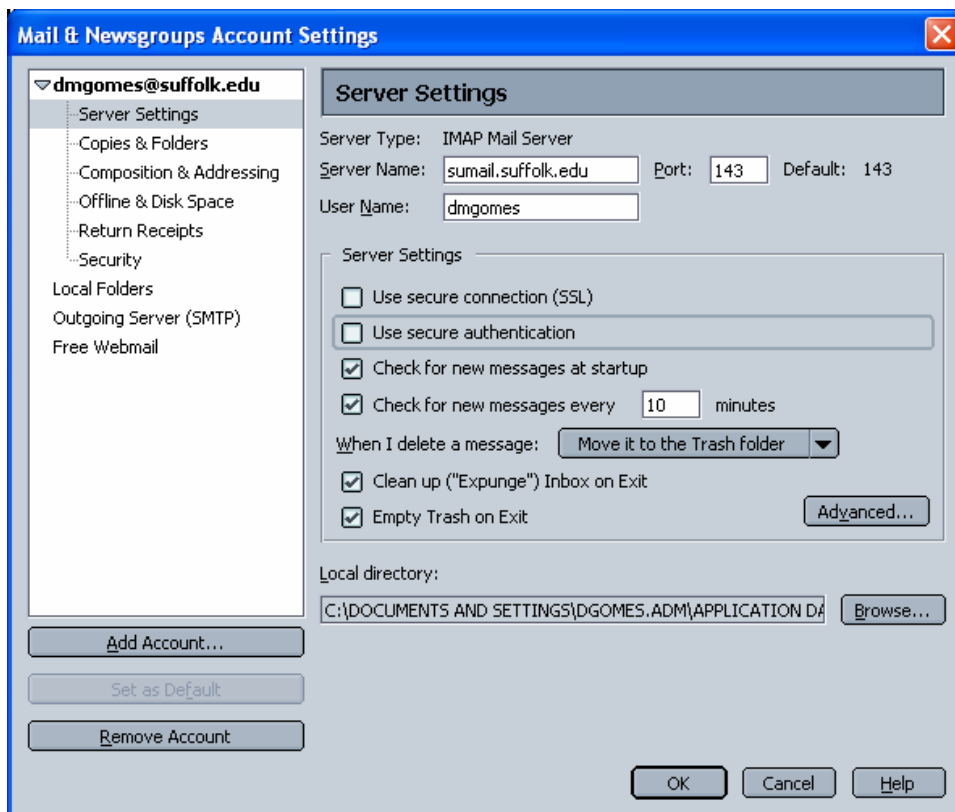 Mail & Newsgroups Account Settings
dmgomes@suffolk.edu
Server Settings
Copies & Folders
Composition & Addressing
Offline & Disk Space
Return Receipts
Security
Local Folders
Outgoing Server (SMTP)
Free Webmail
Add Account...
Set as Default
Remove Account
Server Settings
Server Type: IMAP Mail Server
Server Name: sumail.suffolk.edu Port: 143 Default: 143
User Name: dmgomes
Server Settings
Use secure connection (SSL)
Use secure authentication
Check for new messages at startup
Check for new messages every 10 minutes
When I delete a message: Move it to the Trash folder
Clean up ("Expunge") Inbox on Exit
Empty Trash on Exit
Advanced...
Local directory:
C:\DOCUMENTS AND SETTINGS\DGOMES.ADM\APPLICATION DA Browse...
OK Cancel Help